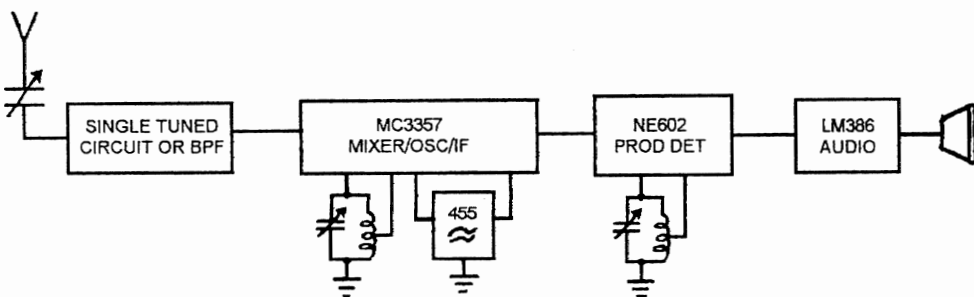 SINGLE TUNED
CIRCUIT OR BPF
MC3357
MIXER/OSC/IF
NE602
PROD DET
LM386
AUDIO
455